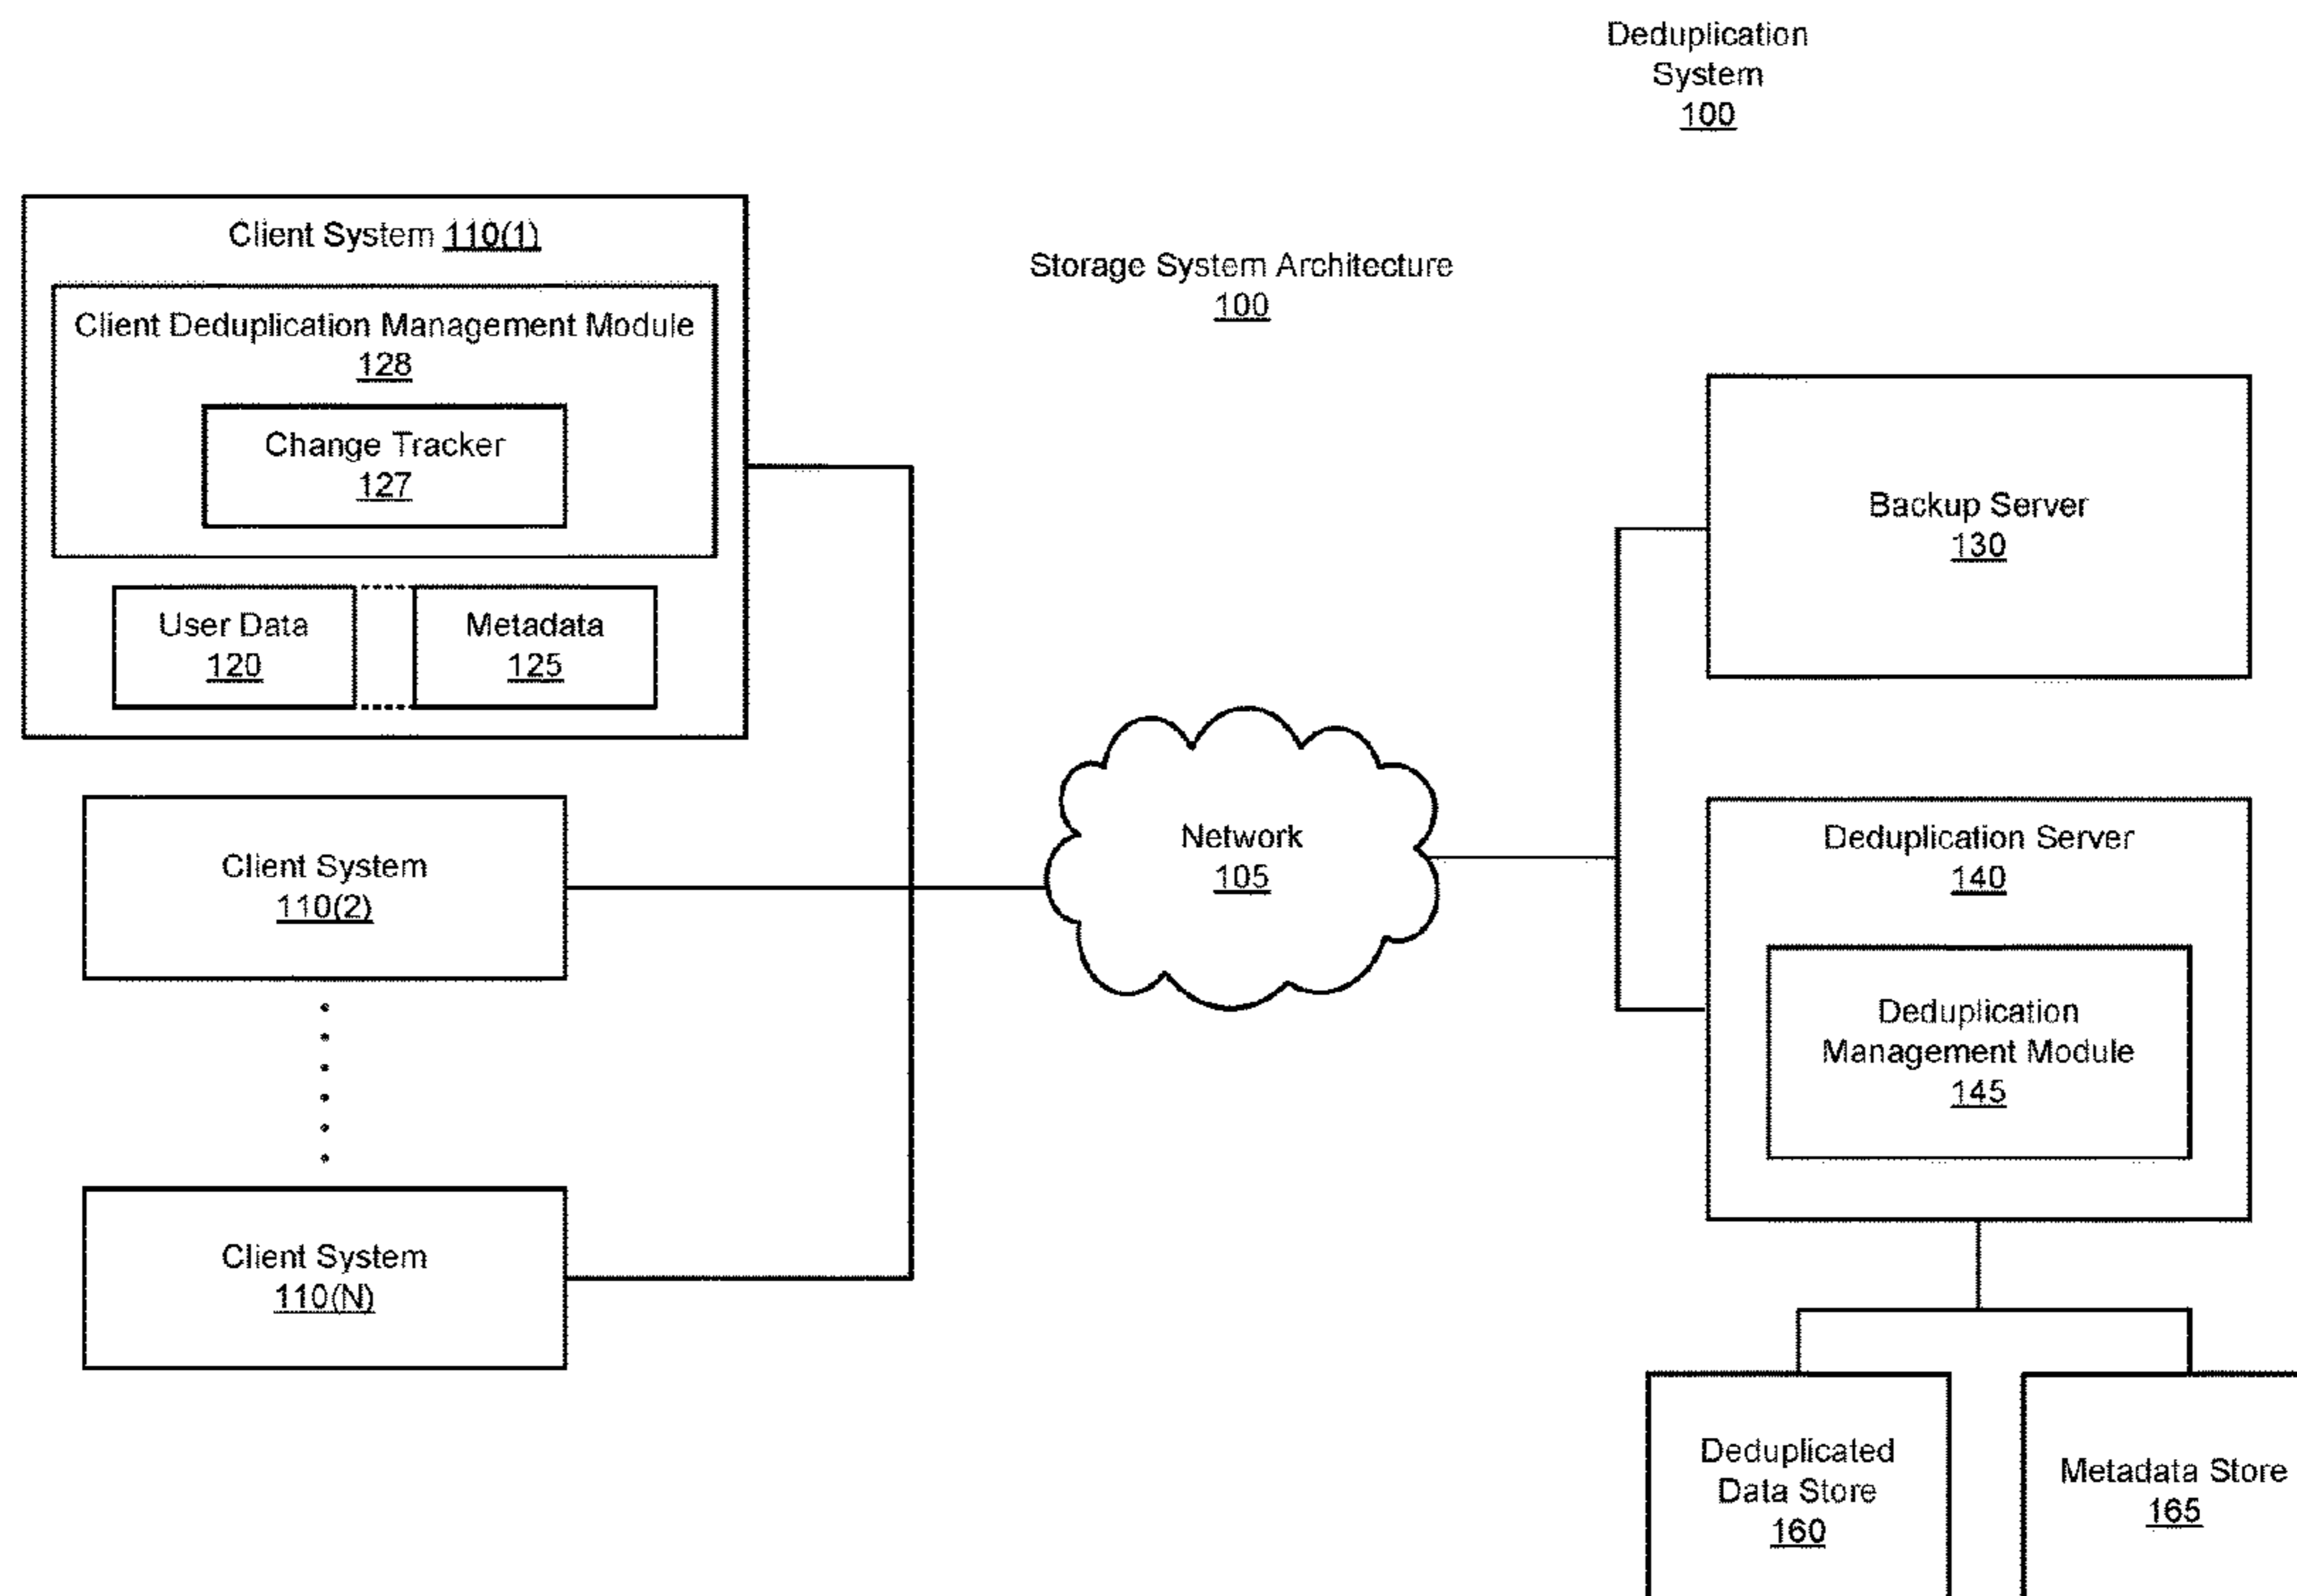 Deduplication
System
100
Storage System Architecture
100
Client System 110(1)
Client Deduplication Management Module
128
Change Tracker
127
User Data
120
Metadata
125
Client System
110(2)
Client System
110(N)
Network
105
Backup Server
130
Deduplication Server
140
Deduplication
Management Module
145
Deduplicated
Data Store
160
Metadata Store
165